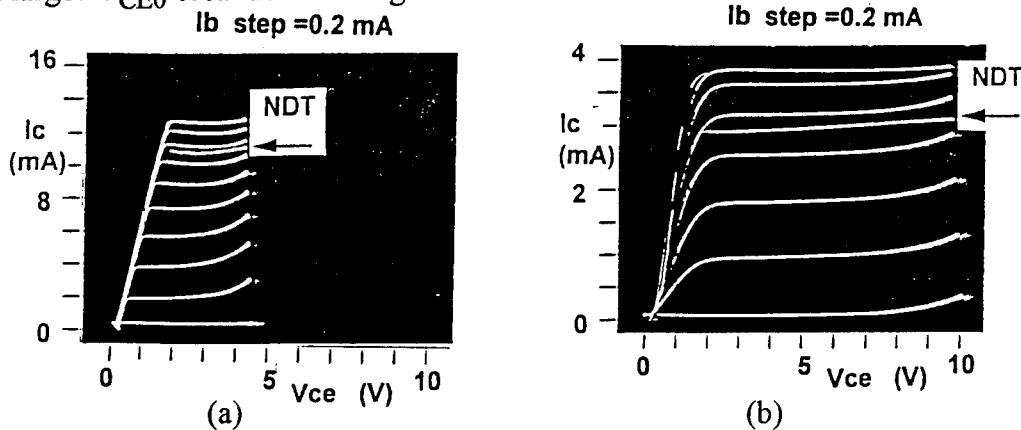 Ib step =0.2 mA
16
Ic
(mA)
8
0
NDT
0 5 10
Vce (V)
(a)
Ib step =0.2 mA
4
Ic
(mA)
2
0
NDT
0 5 10
Vce (V)
(b)